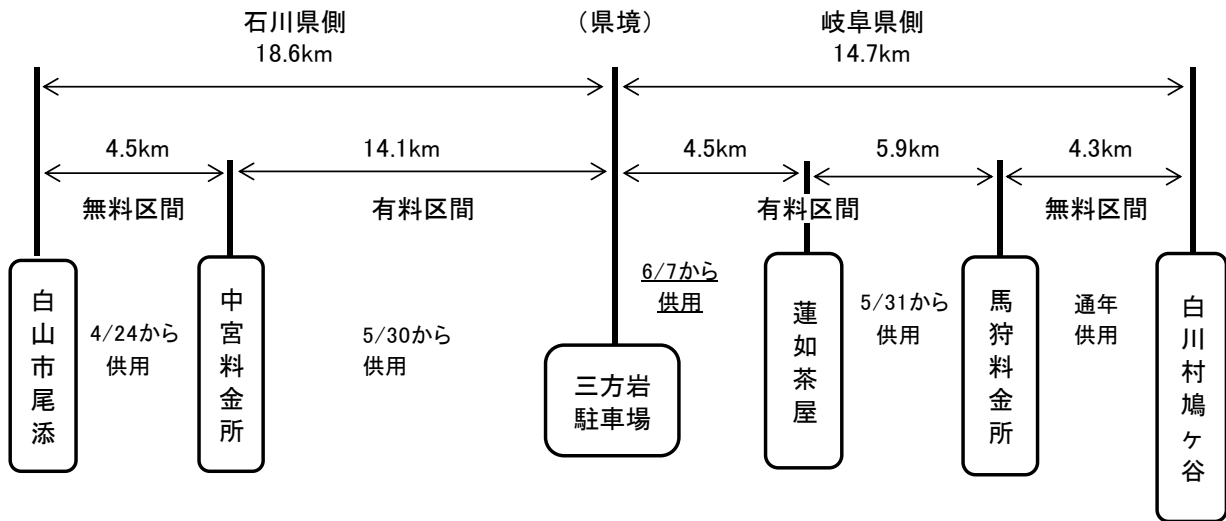 石川県側
（県境）
岐阜県側
18.6km
14.7km
4.5km
14.1km
4.5km
5.9km
4.3km
無料区間
有料区間
有料区間
無料区間
白山市尾添
4/24から
供用
中宮料金所
5/30から
供用
三方岩
駐車場
6/7から
供用
蓮如茶屋
5/31から
供用
馬狩料金所
通年
供用
白川村鳩ヶ谷